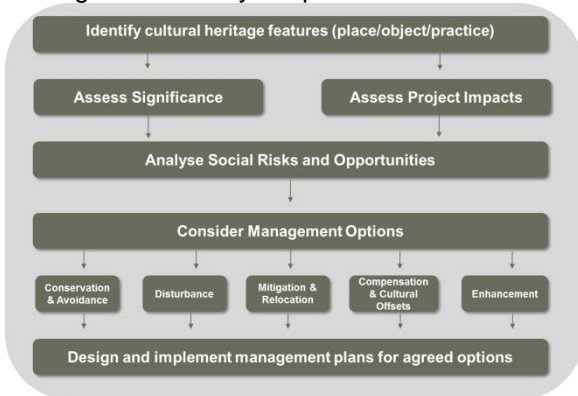 Identify cultural heritage features (place/object/practice)
Assess Significance
Assess Project Impacts
Analyse Social Risks and Opportunities
Consider Management Options
Conservation
& Avoidance
Disturbance
Mitigation &
Relocation
Compensation
& Cultural
Offsets
Enhancement
Design and implement management plans for agreed options